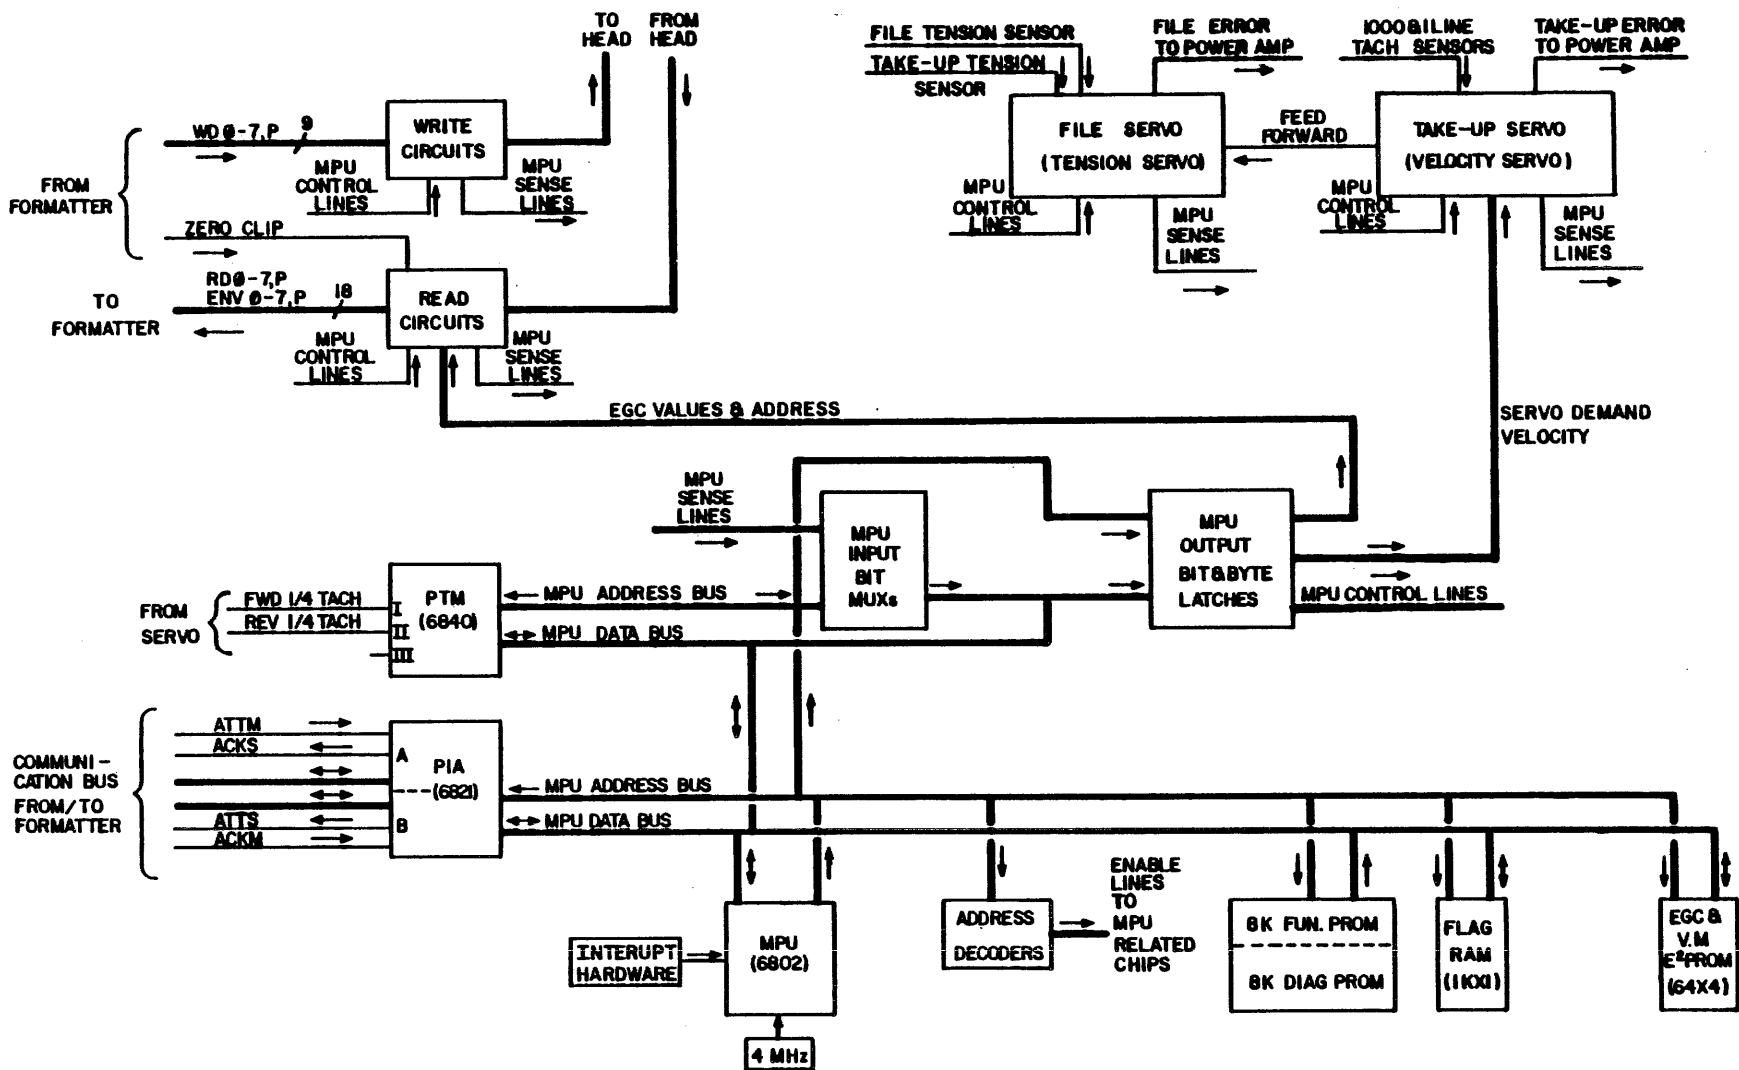 TO
HEAD
FROM
HEAD
FILE TENSION SENSOR
TAKE-UP TENSION
SENSOR
FILE ERROR
TO POWER AMP
1000&1 LINE
TACH SENSORS
TAKE-UP ERROR
TO POWER AMP
WD Ø-7,P
9
WRITE
CIRCUITS
FROM
FORMATTER
MPU
CONTROL
LINES
MPU
SENSE
LINES
ZERO CLIP
FILE SERVO
(TENSION SERVO)
FEED
FORWARD
TAKE-UP SERVO
(VELOCITY SERVO)
MPU
CONTROL
LINES
MPU
SENSE
LINES
MPU
CONTROL
LINES
MPU
SENSE
LINES
TO
FORMATTER
RDØ-7,P
ENV Ø-7,P
18
READ
CIRCUITS
MPU
CONTROL
LINES
MPU
SENSE
LINES
EGC VALUES & ADDRESS
SERVO DEMAND
VELOCITY
MPU
SENSE
LINES
MPU
INPUT
BIT
MUXs
MPU
OUTPUT
BIT&BYTE
LATCHES
MPU CONTROL LINES
FROM
SERVO
FWD 1/4 TACH
REV 1/4 TACH
I
II
III
PTM
(6840)
MPU ADDRESS BUS
MPU DATA BUS
COMMUNI-
CATION BUS
FROM/TO
FORMATTER
ATTM
ACKS
ATTS
ACKM
A
B
PIA
(6821)
MPU ADDRESS BUS
MPU DATA BUS
INTERUPT
HARDWARE
MPU
(6802)
4 MHz
ADDRESS
DECODERS
ENABLE
LINES
TO
MPU
RELATED
CHIPS
8K FUN. PROM
8K DIAG PROM
FLAG
RAM
(1KX1)
EGC &
V.M
E²PROM
(64X4)